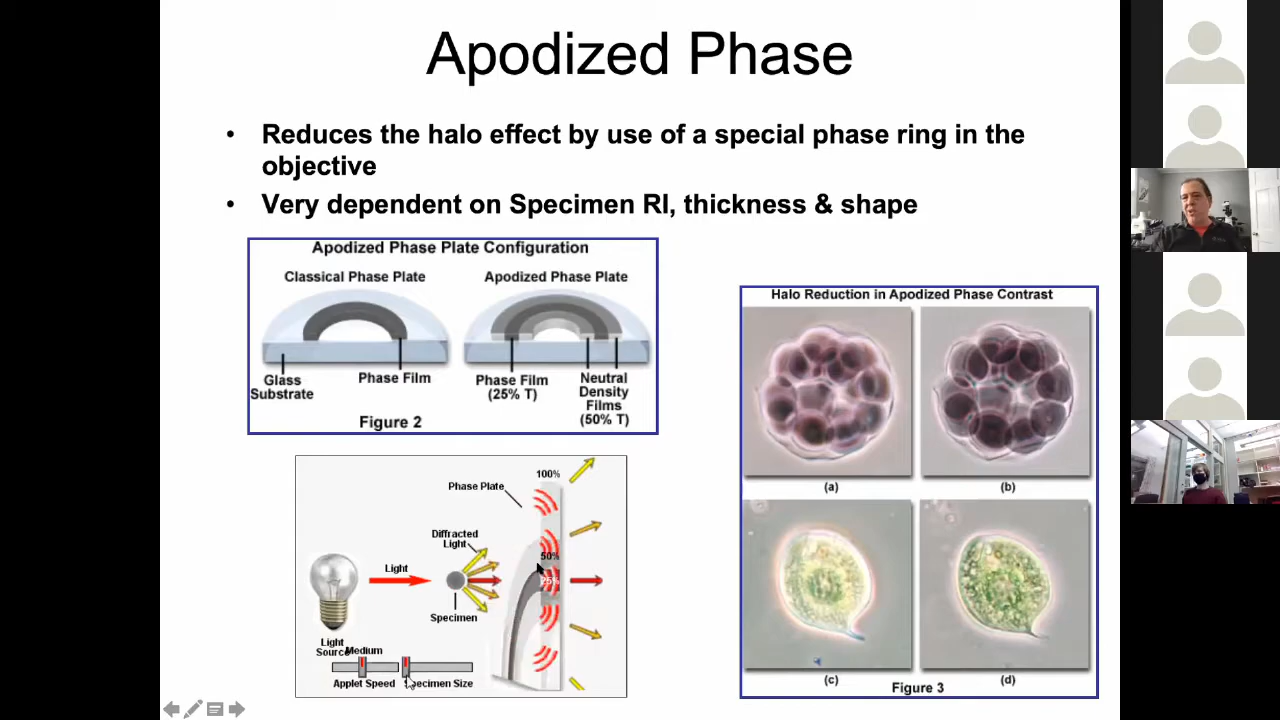 Apodized Phase
• Reduces the halo effect by use of a special phase ring in the
objective
• Very dependent on Specimen RI, thickness & shape
Apodized Phase Plate Configuration
Classical Phase Plate
Apodized Phase Plate
Glass
Substrate
Phase Film
Phase Film
(25% T)
Neutral
Density
Films
(50% T)
Figure 2
100%
Phase Plate
Diffracted
Light
50%
Light
25%
Specimen
Light
Source
Medium
Applet Speed
Specimen Size
Halo Reduction in Apodized Phase Contrast
(a)
(b)
(c)
(d)
Figure 3